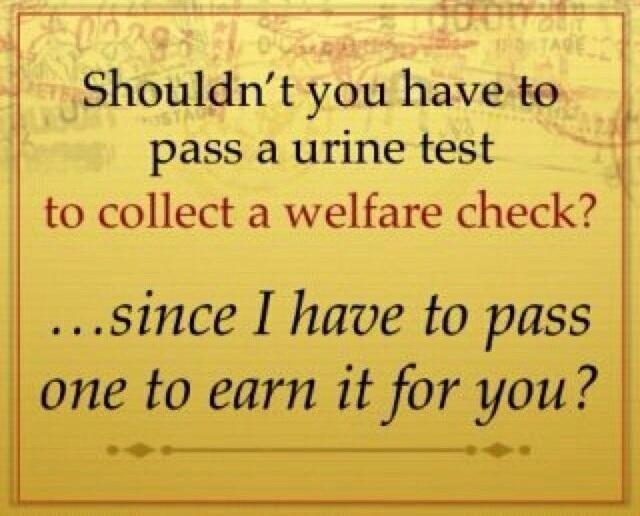 Shouldn't you have to
pass a urine test
to collect a welfare check?
...since I have to pass
one to earn it for you?